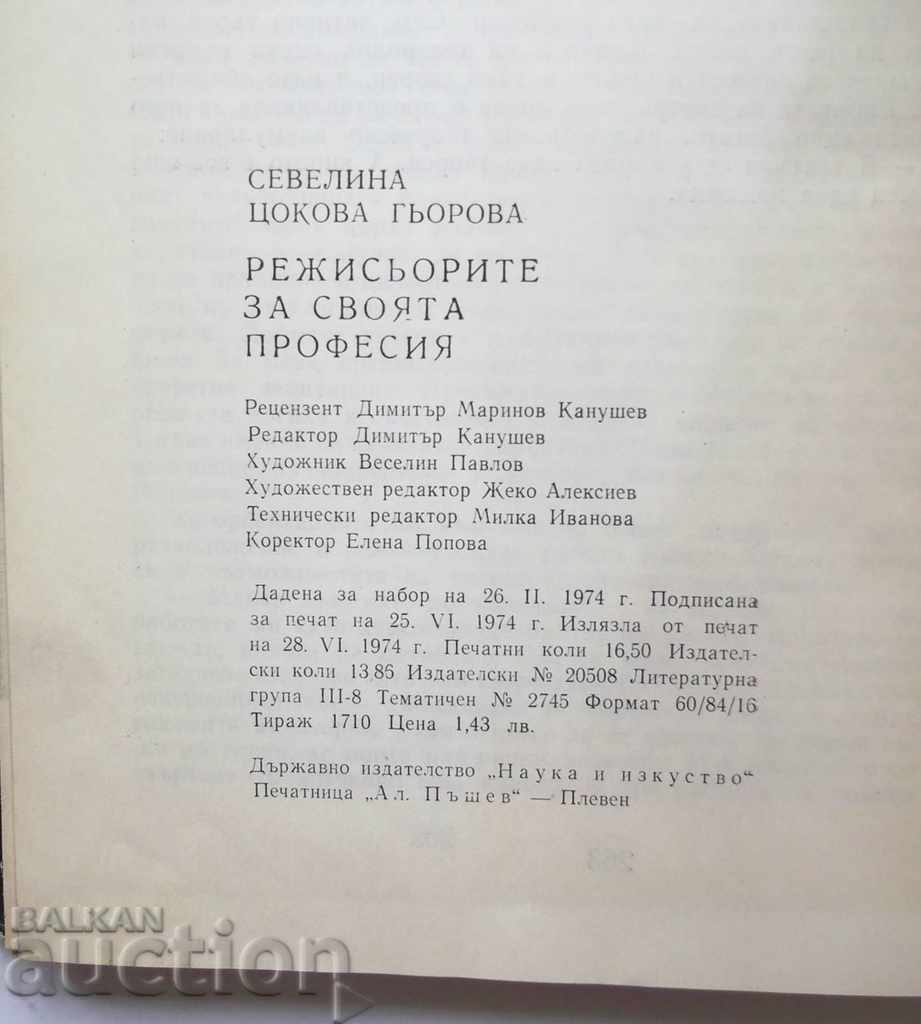 СЕВЕЛИНА
ЦОКОВА ГЬОРОВА
РЕЖИСЬОРИТЕ
ЗА СВОЯТА
ПРОФЕСИЯ
Рецензент Димитър Маринов Канушев
Редактор Димитър Канушев
Художник Веселин Павлов
Художествен редактор Жеко Алексиев
Технически редактор Милка Иванова
Коректор Елена Попова
Дадена за набор на 26. II. 1974 г. Подписана
за печат на 25. VI. 1974 г. Излязла от печат
на 28. VI. 1974 г. Печатни коли 16,50 Издател-
ски коли 13,86 Издателски № 20508 Литературна
група III-8 Тематичен № 2745 Формат 60/84/16
Тираж 1710 Цена 1,43 лв.
Държавно издателство „Наука и изкуство“
Печатница „Ал. Пъшев“ — Плевен
BALKAN
auction